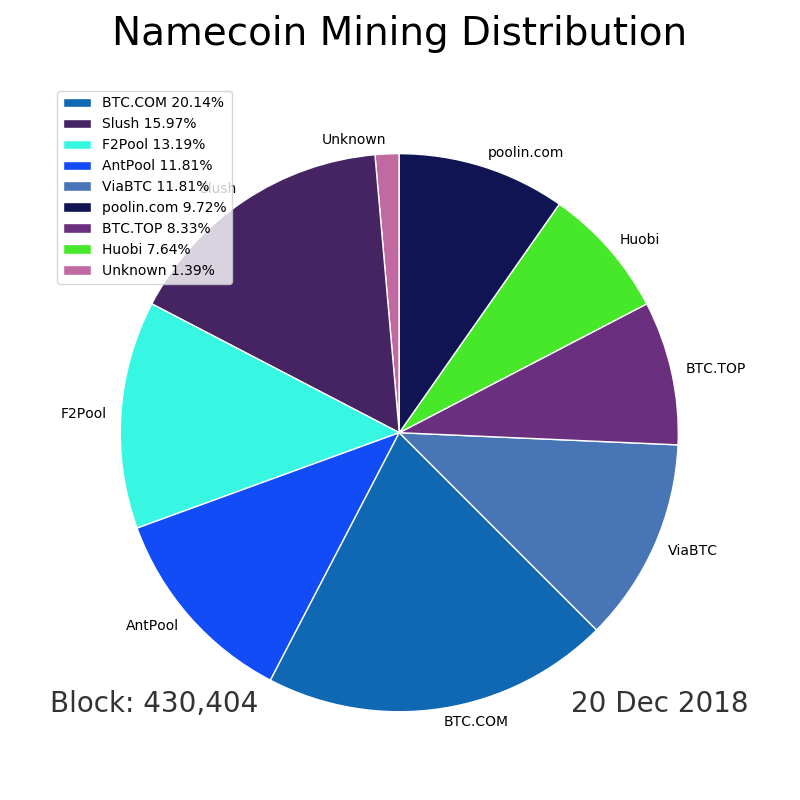 Namecoin Mining Distribution
BTC.COM 20.14%
Slush 15.97%
F2Pool 13.19%
AntPool 11.81%
ViaBTC 11.81%
poolin.com 9.72%
BTC.TOP 8.33%
Huobi 7.64%
Unknown 1.39%
Unknown
poolin.com
Slush
Huobi
BTC.TOP
F2Pool
ViaBTC
AntPool
BTC.COM
Block: 430,404
20 Dec 2018